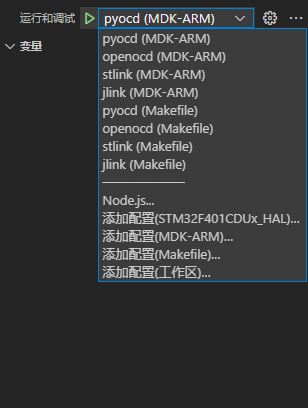 运行和调试 pyocd (MDK-ARM)
变量
pyocd (MDK-ARM)
openocd (MDK-ARM)
stlink (MDK-ARM)
jlink (MDK-ARM)
pyocd (Makefile)
openocd (Makefile)
stlink (Makefile)
jlink (Makefile)
Node.js...
添加配置(STM32F401CDUx_HAL)...
添加配置(MDK-ARM)...
添加配置(Makefile)...
添加配置(工作区)...